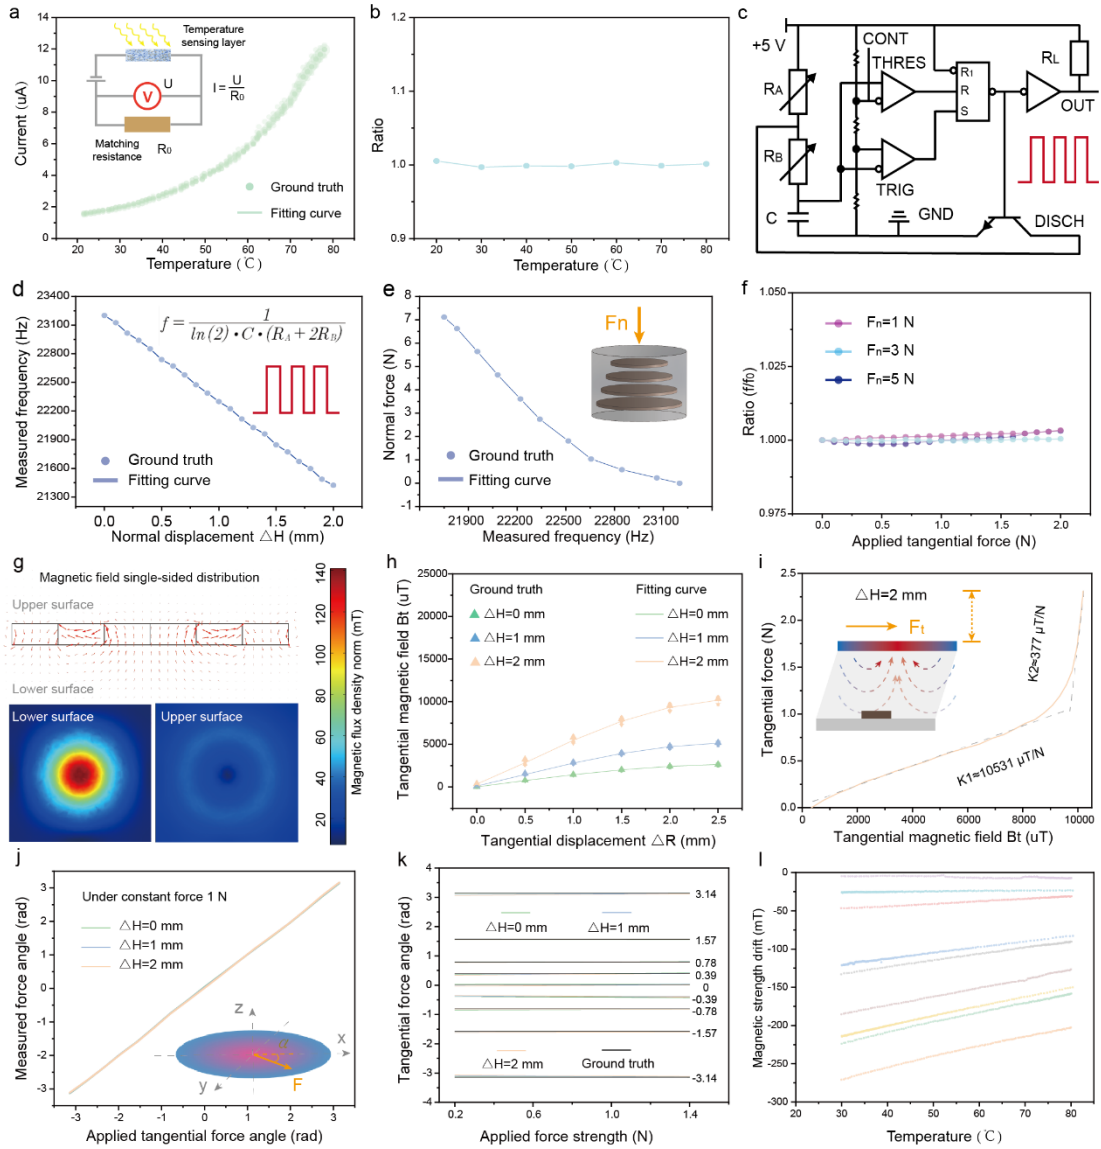 a
14
12
10
8
6
4
2
0
Current (uA)
Temperature
sensing layer
U
V
I = U/R0
Matching
resistance
R0
Ground truth
Fitting curve
20 30 40 50 60 70 80
Temperature (℃)
b
1.2
1.1
1.0
0.9
Ratio
20 30 40 50 60 70 80
Temperature (℃)
c
+5 V
CONT
THRES
RL
RA
R1
R
S
OUT
RB
TRIG
C
GND
DISCH
d
23400
23100
22800
22500
22200
21900
21600
21300
Measured frequency (Hz)
f = 1/ln(2)•C•(RA+2RB)
Ground truth
Fitting curve
0.0 0.5 1.0 1.5 2.0
Normal displacement △H (mm)
e
8
7
6
5
4
3
2
1
0
-1
Normal force (N)
Fn
Ground truth
Fitting curve
21900 22200 22500 22800 23100
Measured frequency (Hz)
f
1.050
1.025
1.000
0.975
Ratio (f/f0)
Fn=1 N
Fn=3 N
Fn=5 N
0.0 0.5 1.0 1.5 2.0
Applied tangential force (N)
g
Magnetic field single-sided distribution
Upper surface
Lower surface
Lower surface
Upper surface
140
120
100
80
60
40
20
Magnetic flux density norm (mT)
h
25000
20000
15000
10000
5000
0
Tangential magnetic field Bt (uT)
Ground truth
Fitting curve
△H=0 mm
△H=0 mm
△H=1 mm
△H=1 mm
△H=2 mm
△H=2 mm
0.0 0.5 1.0 1.5 2.0 2.5
Tangential displacement △R (mm)
i
2.5
2.0
1.5
1.0
0.5
0.0
Tangential force (N)
△H=2 mm
Ft
K2≈377 μT/N
K1≈10531 μT/N
2000 4000 6000 8000 10000
Tangential magnetic field Bt (uT)
j
3
2
1
0
-1
-2
-3
Measured force angle (rad)
Under constant force 1 N
△H=0 mm
△H=1 mm
△H=2 mm
z
x
y
α
F
-3 -2 -1 0 1 2 3
Applied tangential force angle (rad)
k
4
3
2
1
0
-1
-2
-3
-4
Tangential force angle (rad)
3.14
△H=0 mm
△H=1 mm
1.57
0.78
0.39
0
-0.39
-0.78
-1.57
△H=2 mm
Ground truth
-3.14
0.2 0.6 1.0 1.4
Applied force strength (N)
l
0
-50
-100
-150
-200
-250
-300
Magnetic strength drift (mT)
20 30 40 50 60 70 80
Temperature (℃)